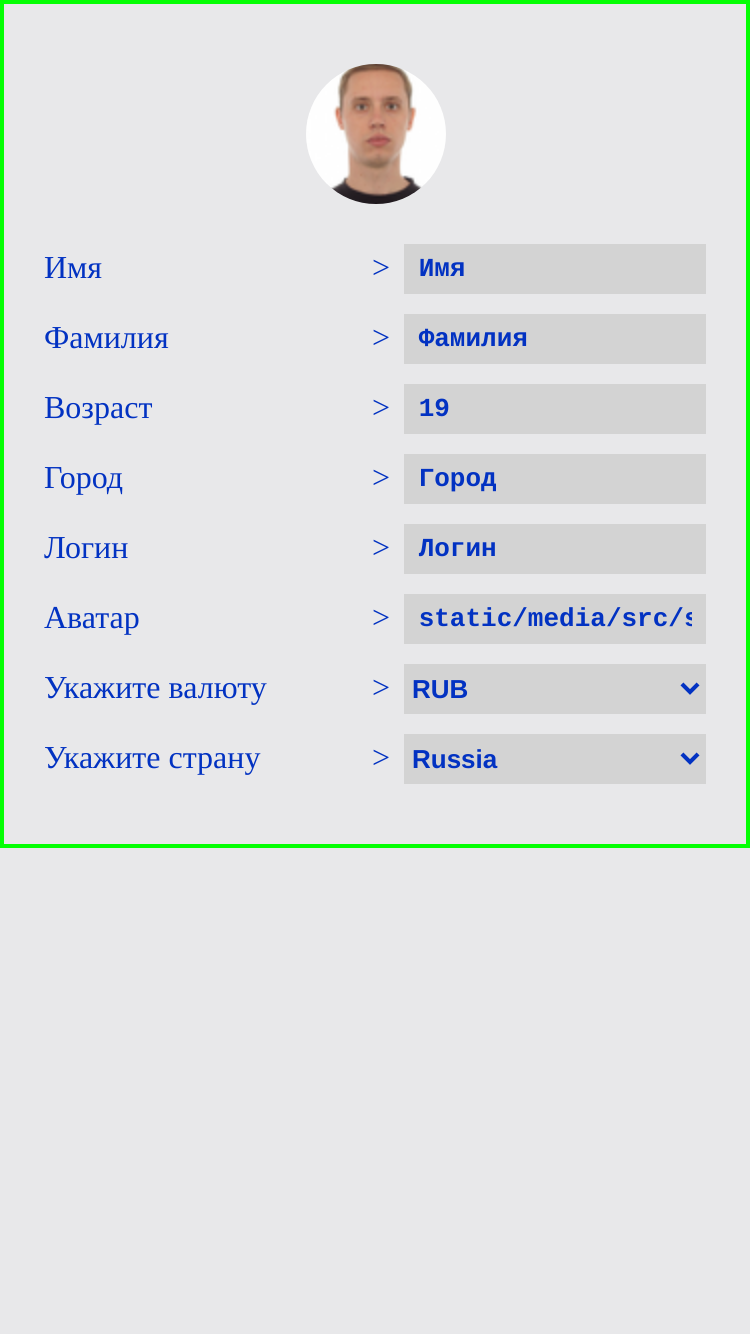 Имя > Имя
Фамилия > Фамилия
Возраст > 19
Город > Город
Логин > Логин
Аватар > static/media/src/s
Укажите валюту > RUB
Укажите страну > Russia